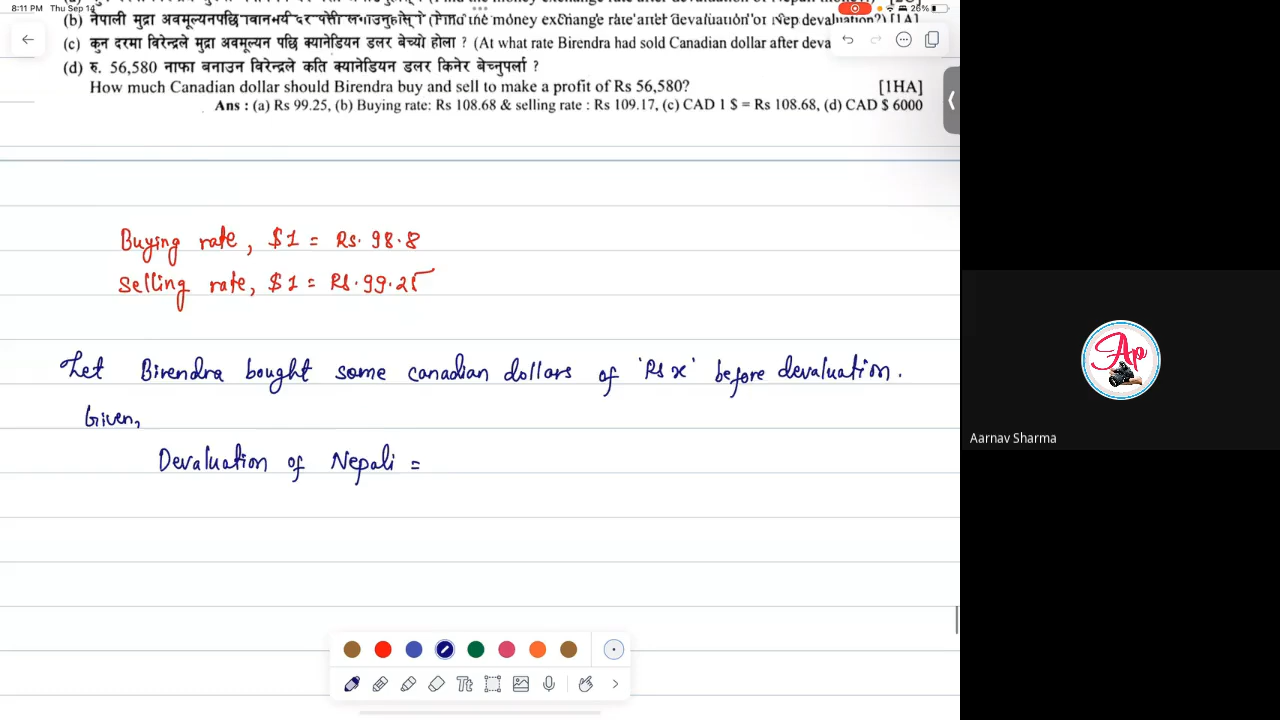 8:11 PM Thu Sep 14
26%
(b) नेपाली मुद्रा अवमूल्यनपछि
(Find the money exchange rate after devaluation of Nep devaluation?) [1A]
(c) कुन दरमा बिरेन्द्रले मुद्रा अवमूल्यन पछि क्यानेडियन डलर बेच्यो होला ? (At what rate Birendra had sold Canadian dollar after deva
(d) रु. 56,580 नाफा बनाउन बिरेन्द्रले कति क्यानेडियन डलर किनेर बेच्नुपर्ला ?
How much Canadian dollar should Birendra buy and sell to make a profit of Rs 56,580? [1HA]
Ans : (a) Rs 99.25, (b) Buying rate: Rs 108.68 & selling rate : Rs 109.17, (c) CAD 1 $ = Rs 108.68, (d) CAD $ 6000
Buying rate, $1 = Rs. 98.8
Selling rate, $1 = Rs. 99.25
Let Birendra bought some canadian dollars of 'Rs x' before devaluation.
Given,
Devaluation of Nepali =
Ap
Aarnav Sharma
Tt